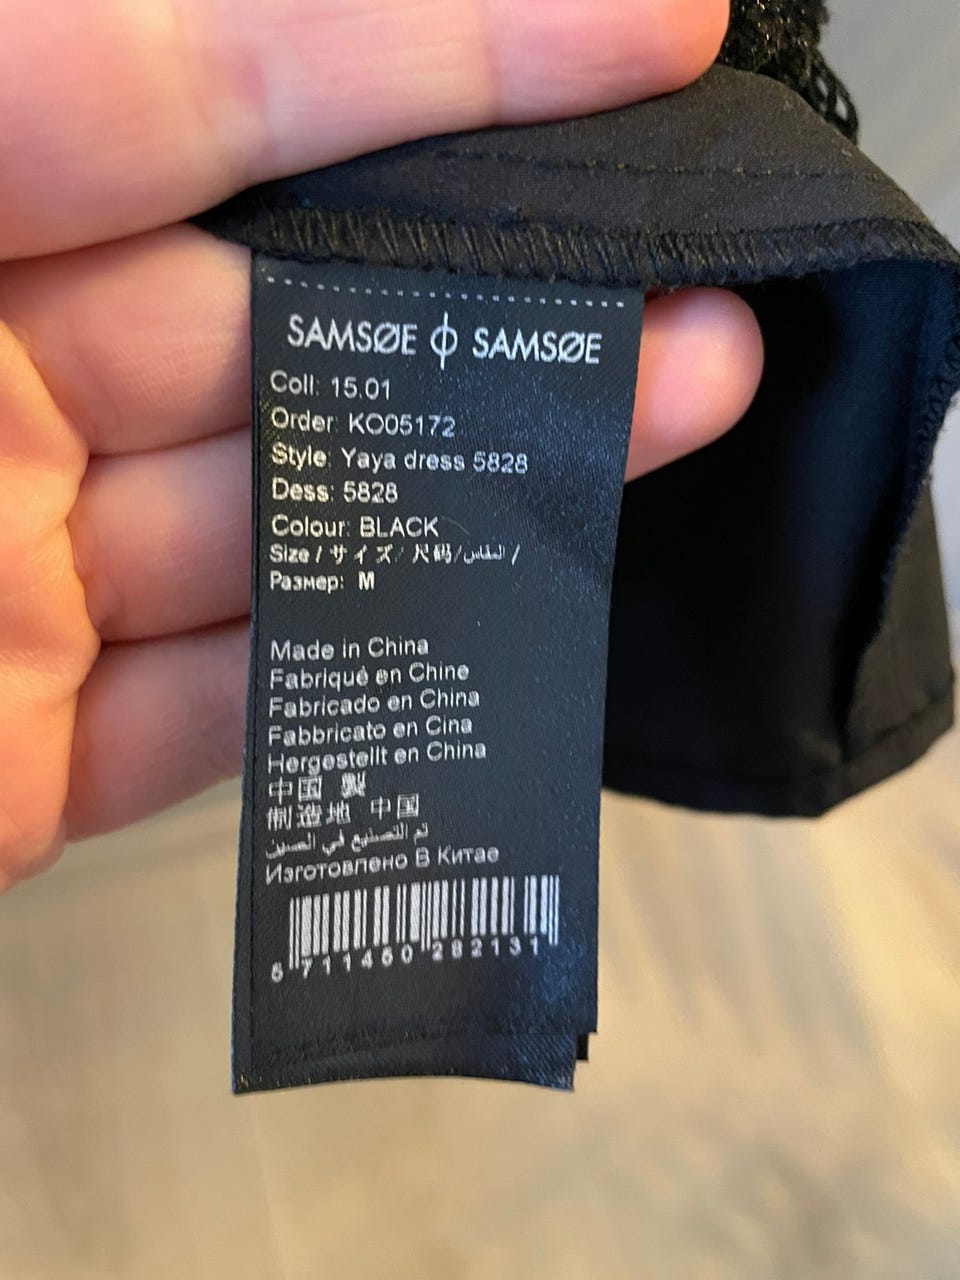 SAMSØE ϕ SAMSØE
Coll: 15.01
Order: KO05172
Style: Yaya dress 5828
Dess: 5828
Colour: BLACK
Size / サイズ / 尺码 / المقاس /
Размер: M
Made in China
Fabriqué en Chine
Fabricado en China
Fabbricato en Cina
Hergestellt en China
中国 製
制造地 中国
تم التصنيع في الصين
Изготовлено В Китае
5 711460 282131